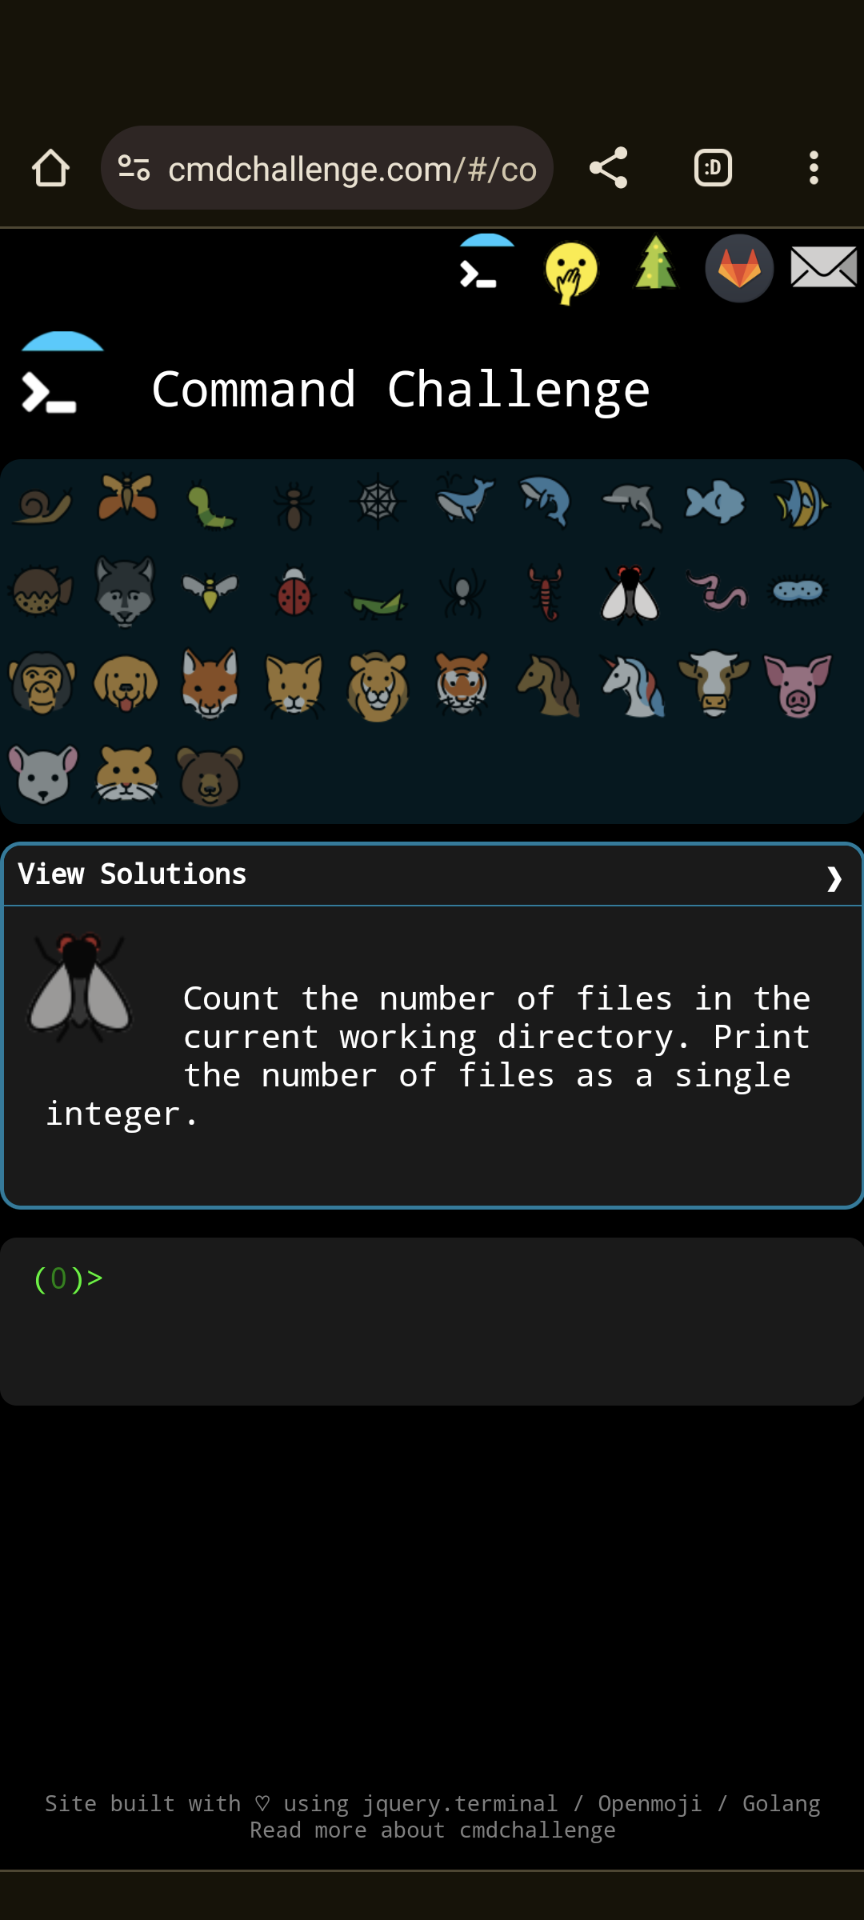 cmdchallenge.com/#/co
:D
Command Challenge
View Solutions
Count the number of files in the
current working directory. Print
the number of files as a single
integer.
(0)>
Site built with ♡ using jquery.terminal / Openmoji / Golang
Read more about cmdchallenge